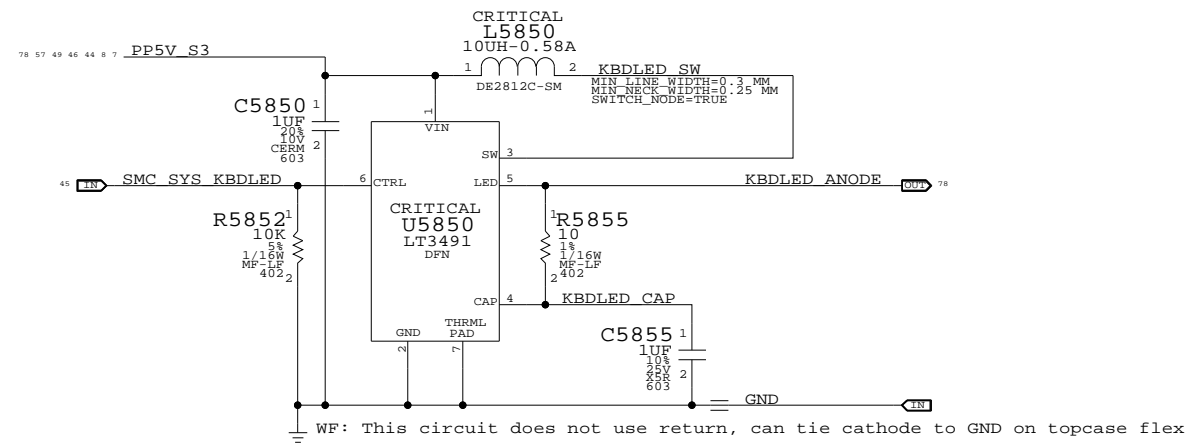 CRITICAL
L5850
10UH-0.58A
1 2
DE2812C-SM
KBDLED_SW
MIN_LINE_WIDTH=0.3 MM
MIN_NECK_WIDTH=0.25 MM
SWITCH_NODE=TRUE
78 57 49 46 44 8 7 PP5V_S3
C5850 1
1UF
20%
10V
CERM 2
603
1
VIN
SW 3
45 IN SMC_SYS_KBDLED
6 CTRL
LED 5
KBDLED_ANODE
OUT 78
CRITICAL
U5850
LT3491
DFN
R5852 1
10K
5%
1/16W
MF-LF
402 2
1 R5855
10
1%
1/16W
MF-LF
2 402
CAP 4
KBDLED_CAP
GND
THRML
PAD
2
7
C5855 1
1UF
10%
25V
X5R 2
603
GND
IN
WF: This circuit does not use return, can tie cathode to GND on topcase flex